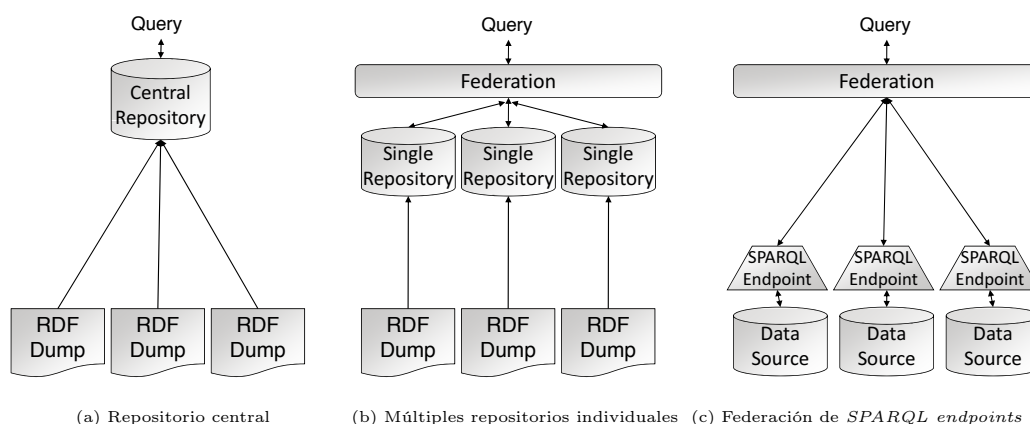 Query
Central
Repository
RDF
Dump
RDF
Dump
RDF
Dump
(a) Repositorio central
Query
Federation
Single
Repository
Single
Repository
Single
Repository
RDF
Dump
RDF
Dump
RDF
Dump
(b) Múltiples repositorios individuales
Query
Federation
SPARQL
Endpoint
SPARQL
Endpoint
SPARQL
Endpoint
Data
Source
Data
Source
Data
Source
(c) Federación de SPARQL endpoints